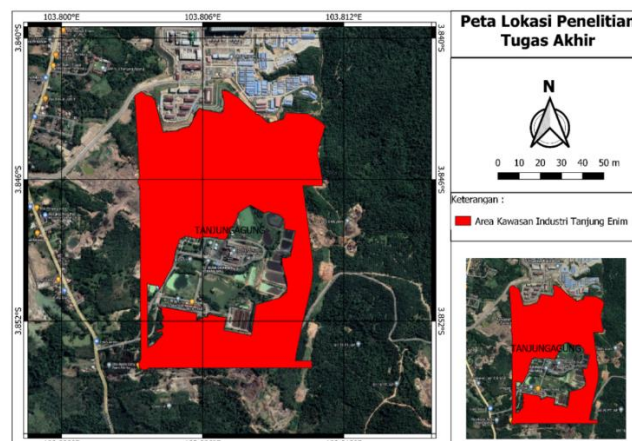 103.800°E
103.806°E
103.812°E
3.840°S
3.840°S
3.846°S
3.846°S
TANJUNGAGUNG
3.852°S
3.852°S
Peta Lokasi Penelitian
Tugas Akhir
N
0 10 20 30 40 50 m
Keterangan :
Area Kawasan Industri Tanjung Enim
TANJUNGAGUNG